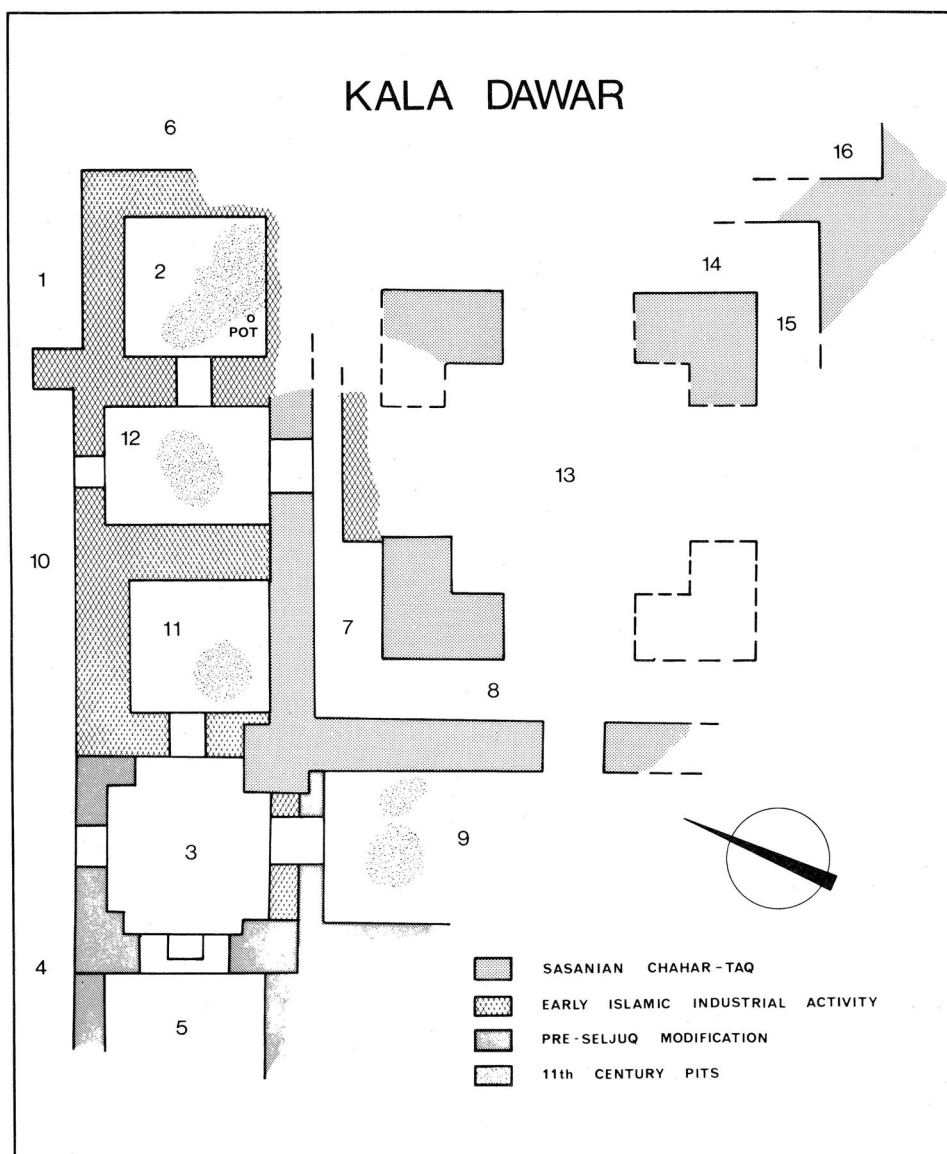 KALA DAWAR
6
16
1
2
14
POT
15
12
13
10
11
7
8
3
9
4
5
SASANIAN CHAHAR-TAQ
EARLY ISLAMIC INDUSTRIAL ACTIVITY
PRE-SELJUQ MODIFICATION
11th CENTURY PITS